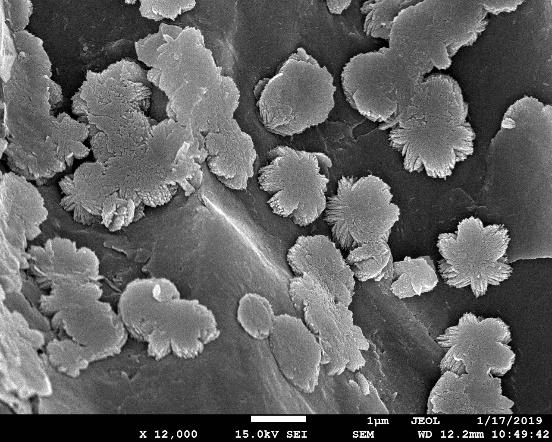 1μm JEOL 1/17/2019
X 12,000 15.0kV SEI SEM WD 12.2mm 10:49:42